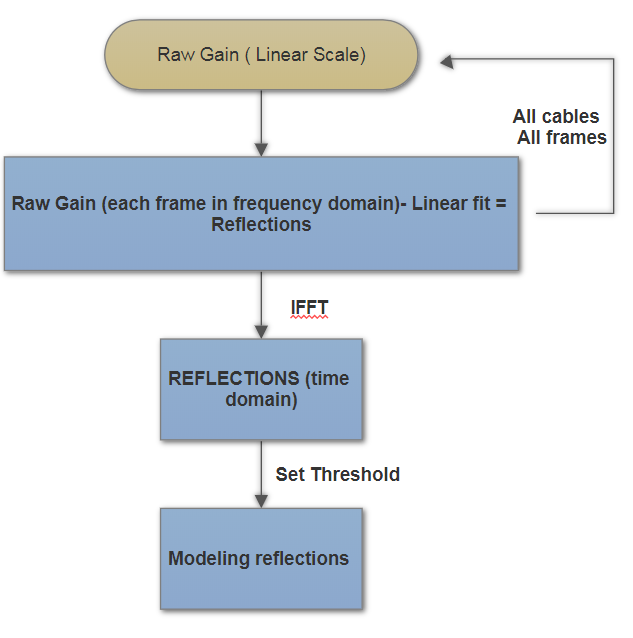 Raw Gain ( Linear Scale)
All cables
All frames
Raw Gain (each frame in frequency domain)- Linear fit =
Reflections
IFFT
REFLECTIONS (time
domain)
Set Threshold
Modeling reflections